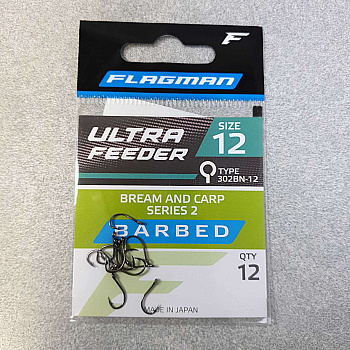 F
FLAGMAN
ULTRA
FEEDER
SIZE
12
TYPE
302BN-12
BREAM AND CARP
SERIES 2
BARBED
QTY
12
MADE IN JAPAN